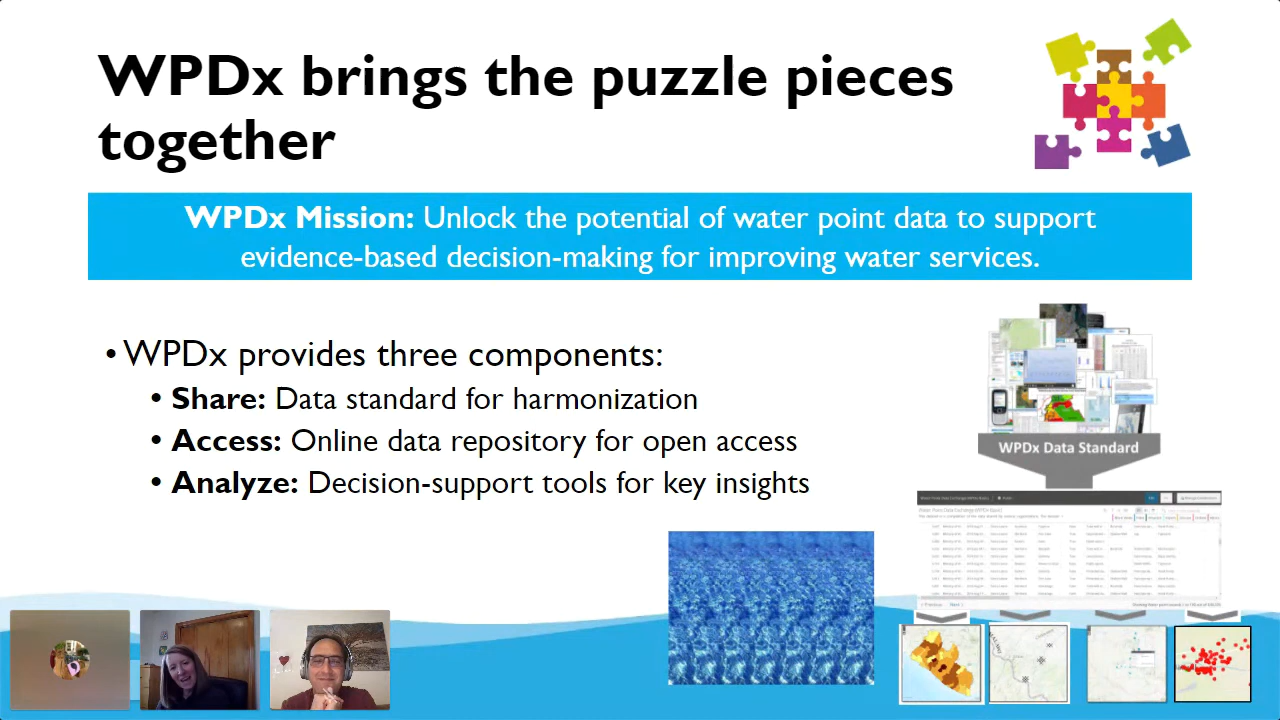 WPDx brings the puzzle pieces
together
WPDx Mission: Unlock the potential of water point data to support
evidence-based decision-making for improving water services.
• WPDx provides three components:
• Share: Data standard for harmonization
• Access: Online data repository for open access
• Analyze: Decision-support tools for key insights
WPDx Data Standard